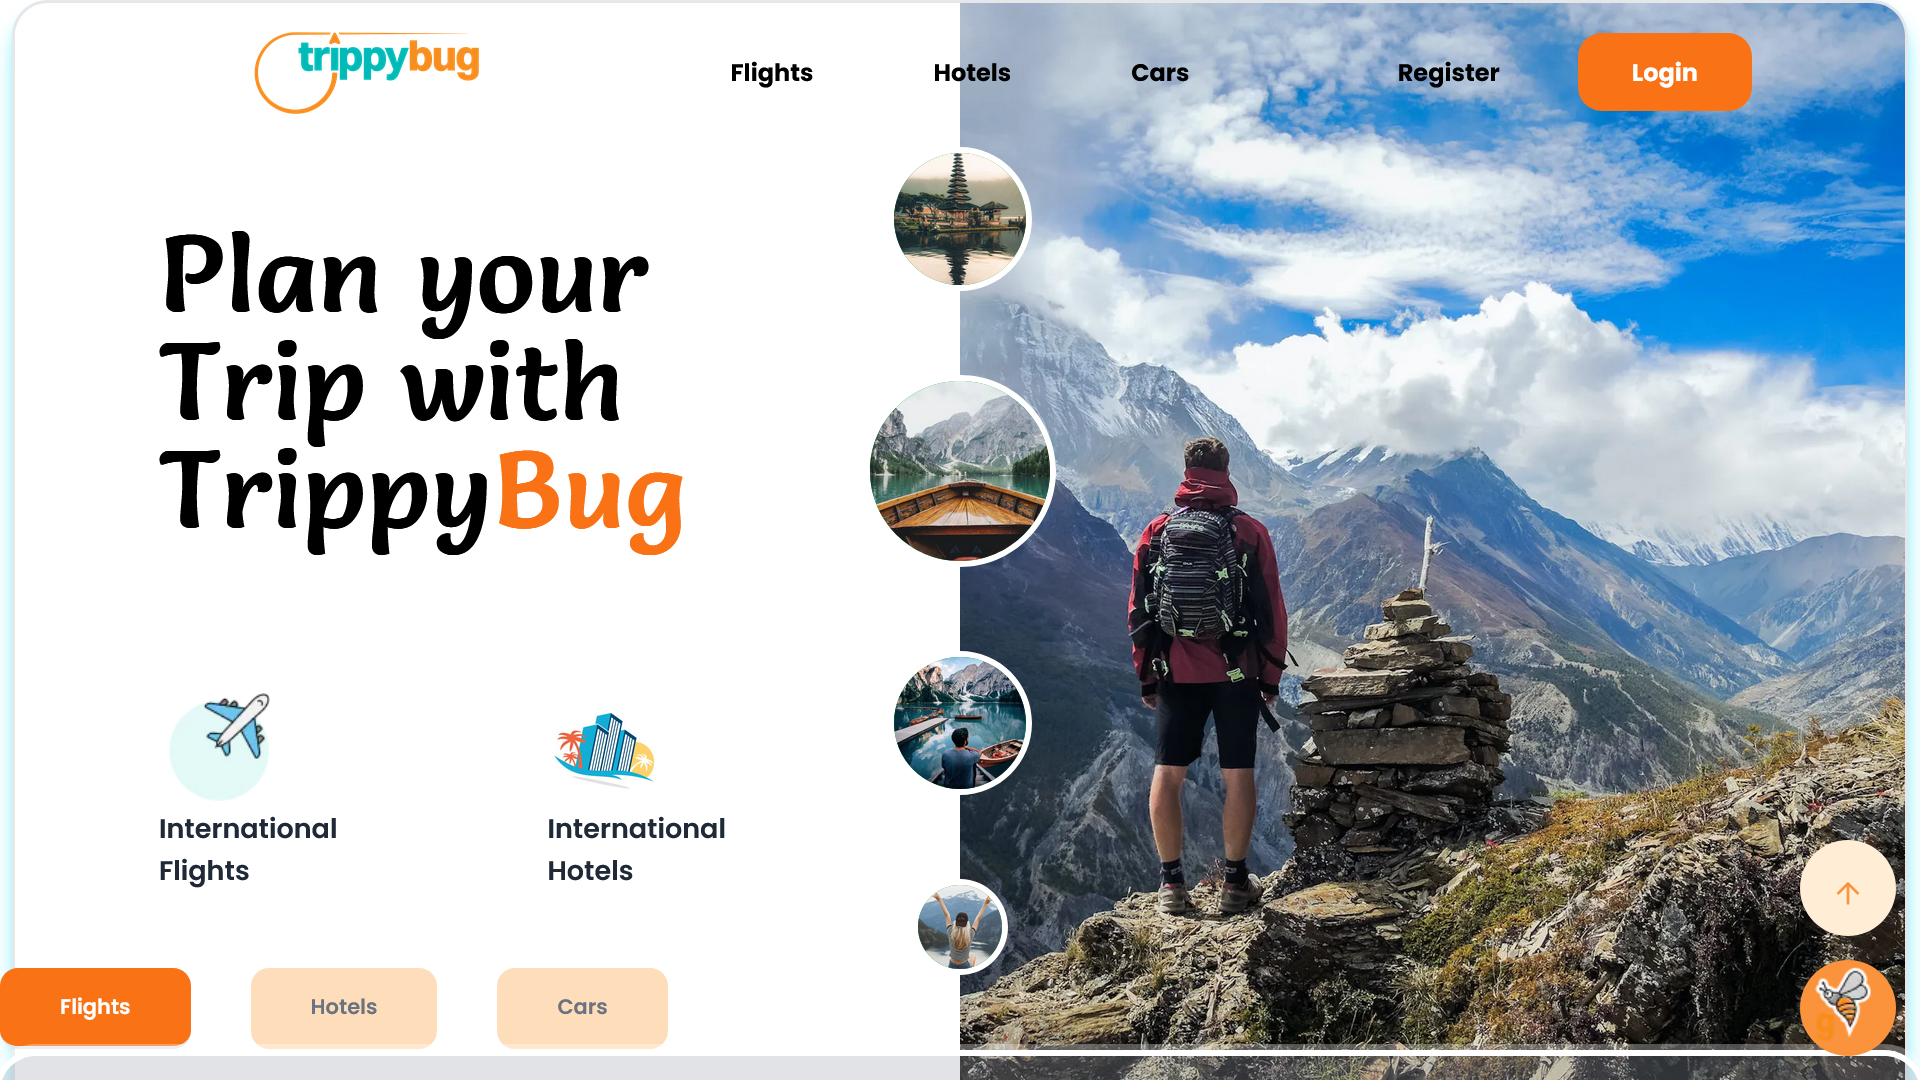 trippybug
Flights
Hotels
Cars
Register
Login
Plan your
Trip with
TrippyBug
International
Flights
International
Hotels
Flights
Hotels
Cars